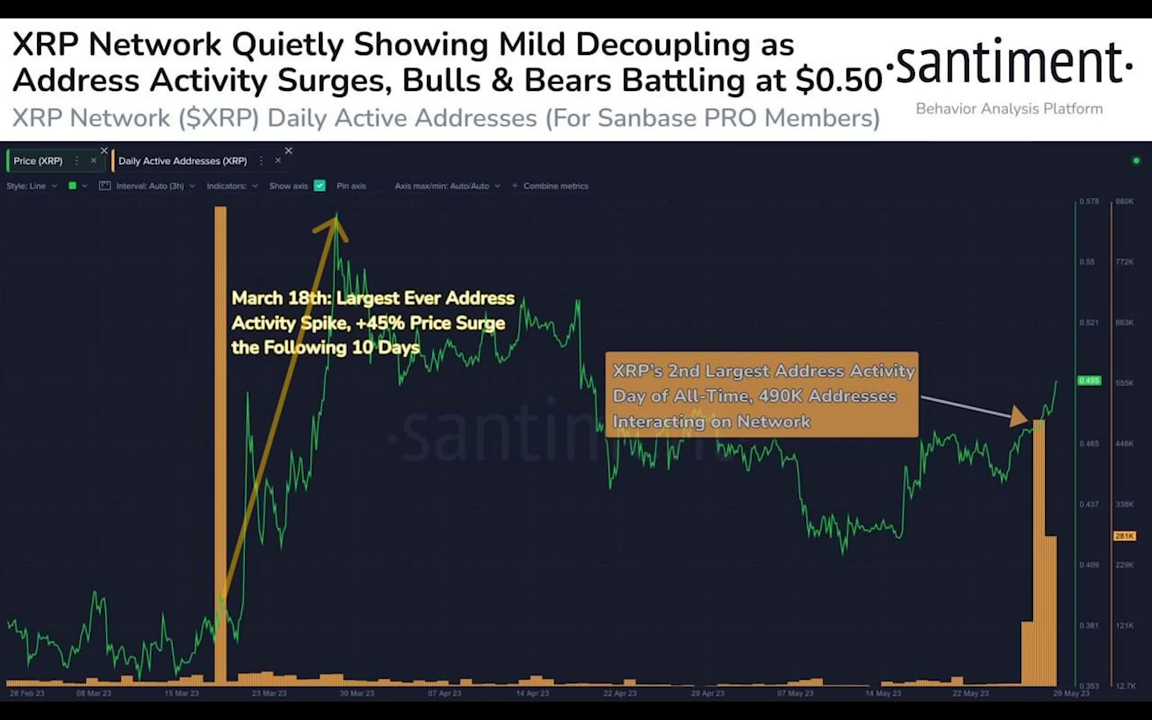 XRP Network Quietly Showing Mild Decoupling as
Address Activity Surges, Bulls & Bears Battling at $0.50
XRP Network ($XRP) Daily Active Addresses (For Sanbase PRO Members)
·santiment·
Behavior Analysis Platform
Price (XRP)
Daily Active Addresses (XRP)
Style: Line
Interval: Auto (3h)
Indicators:
Show axis
Pin axis
Axis max/min: Auto/Auto
+ Combine metrics
March 18th: Largest Ever Address
Activity Spike, +45% Price Surge
the Following 10 Days
XRP's 2nd Largest Address Activity
Day of All-Time, 490K Addresses
Interacting on Network
·santiment·
0.578 880K
0.55 772K
0.521 663K
0.495 555K
0.465 446K
0.437 338K
281K
0.409 229K
0.381 121K
0.353 12.7K
28 Feb 23 08 Mar 23 15 Mar 23 23 Mar 23 30 Mar 23 07 Apr 23 14 Apr 23 22 Apr 23 29 Apr 23 07 May 23 14 May 23 22 May 23 29 May 23